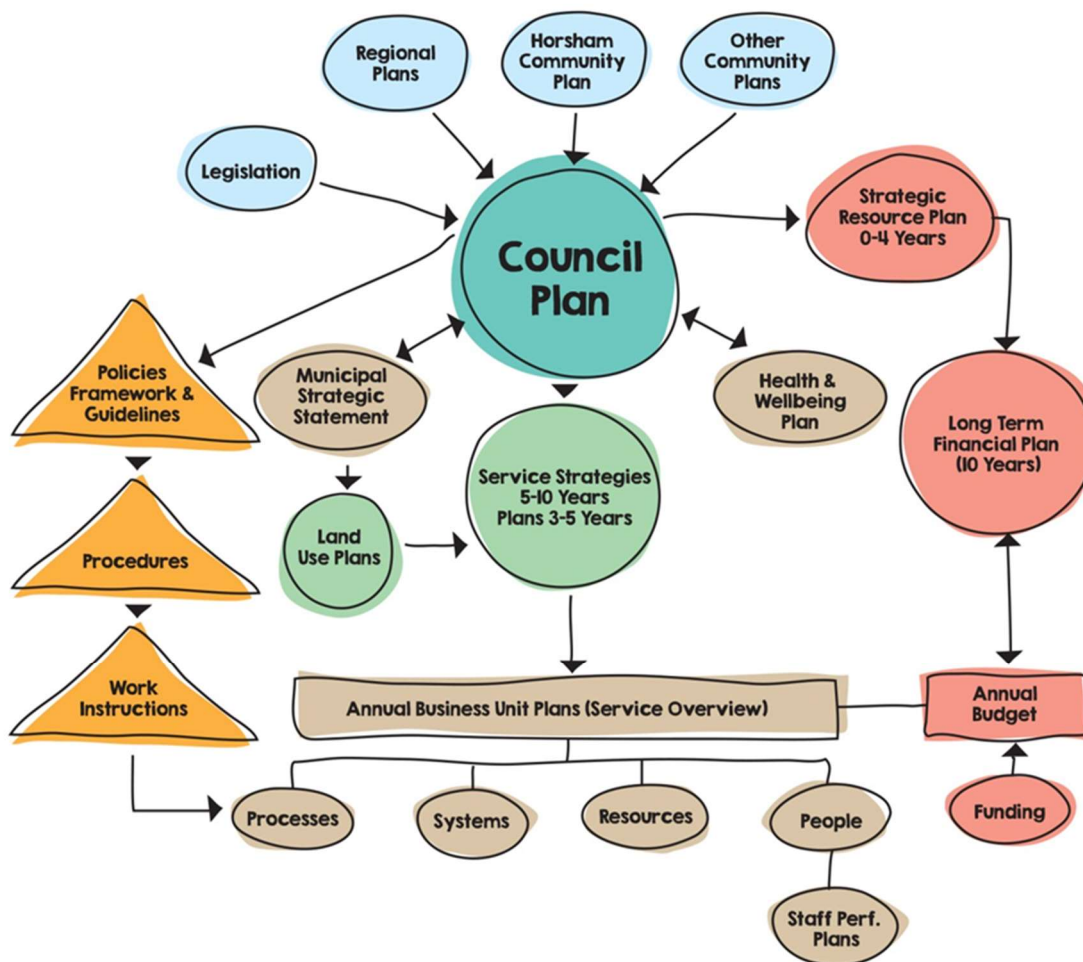 Regional
Plans
Horsham
Community
Plan
Other
Community
Plans
Legislation
Strategic
Resource Plan
0-4 Years
Council
Plan
Policies
Framework &
Guidelines
Municipal
Strategic
Statement
Health &
Wellbeing
Plan
Long Term
Financial Plan
(10 Years)
Service Strategies
5-10 Years
Plans 3-5 Years
Land
Use Plans
Procedures
Work
Instructions
Annual Business Unit Plans (Service Overview)
Annual
Budget
Processes
Systems
Resources
People
Funding
Staff Perf.
Plans